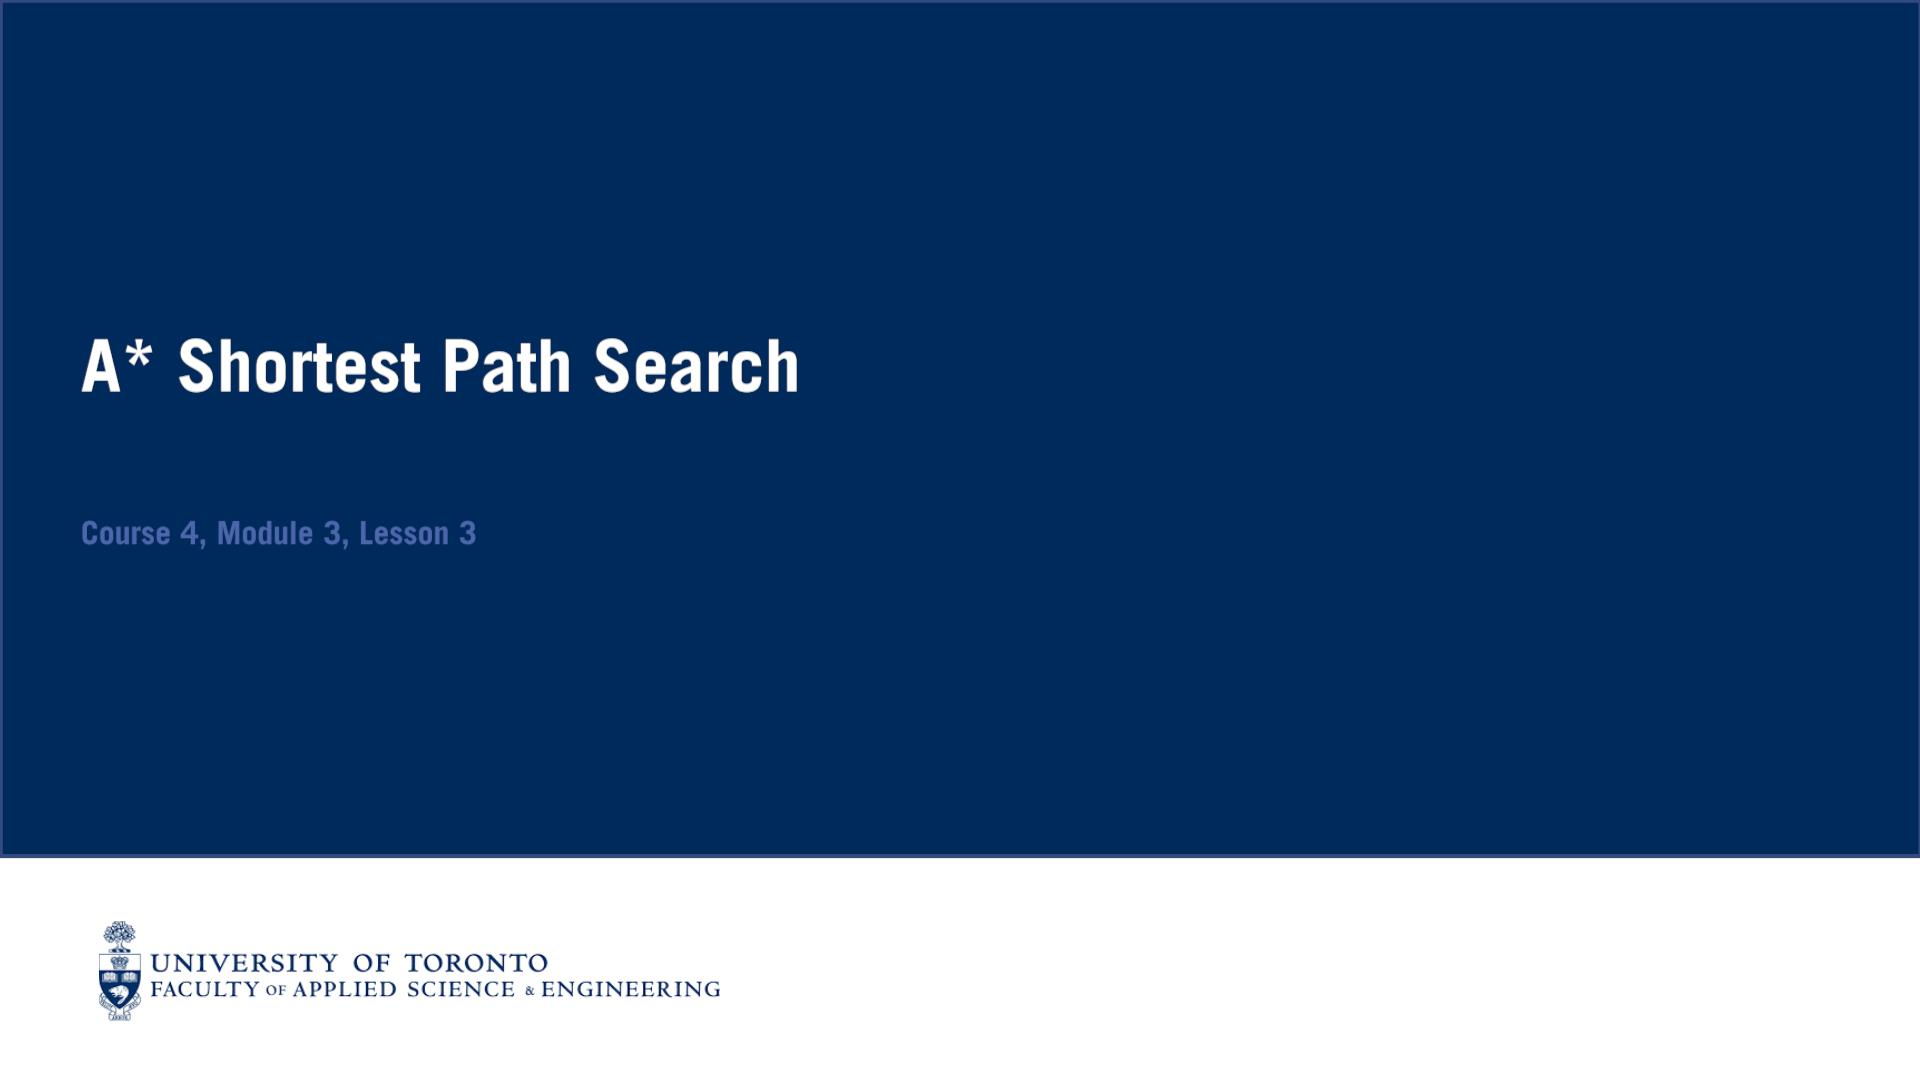 A* Shortest Path Search
Course 4, Module 3, Lesson 3
UNIVERSITY OF TORONTO
FACULTY OF APPLIED SCIENCE & ENGINEERING